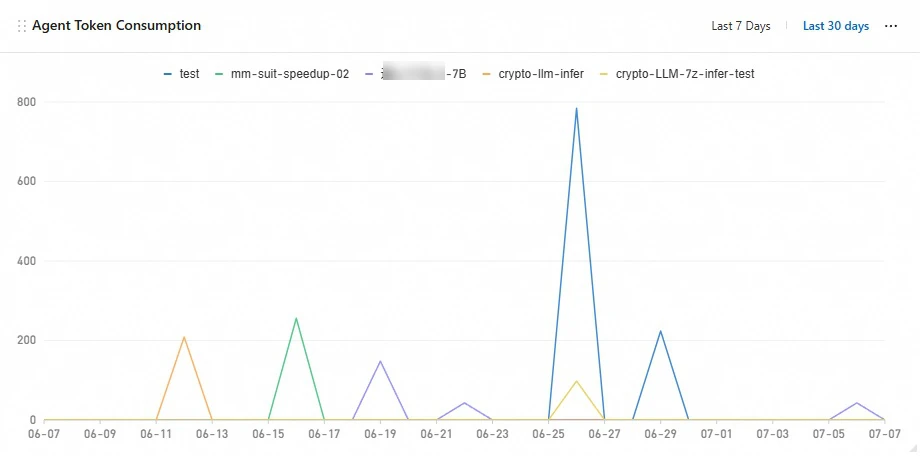 Agent Token Consumption Last 7 Days Last 30 days
test mm-suit-speedup-02 -7B crypto-llm-infer crypto-LLM-7z-infer-test
800
600
400
200
0
06-07 06-09 06-11 06-13 06-15 06-17 06-19 06-21 06-23 06-25 06-27 06-29 07-01 07-03 07-05 07-07